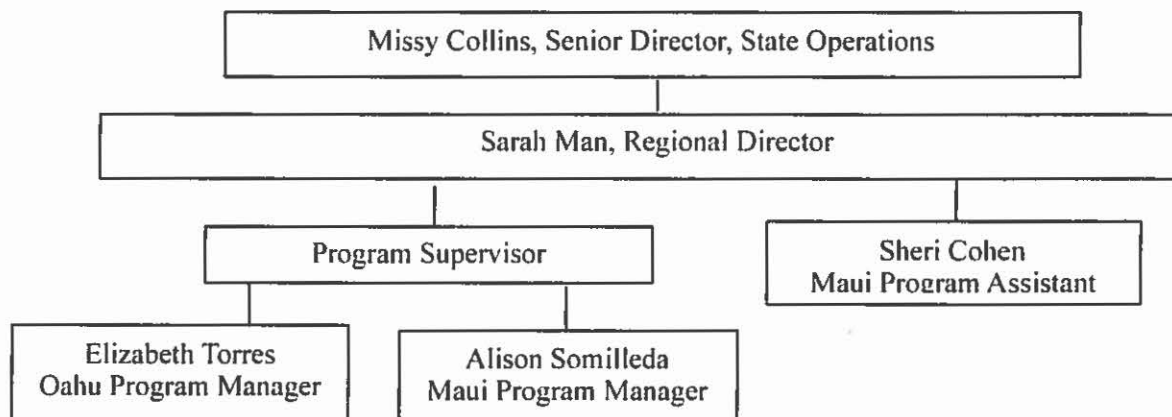 Missy Collins, Senior Director, State Operations
Sarah Man, Regional Director
Program Supervisor
Sheri Cohen
Maui Program Assistant
Elizabeth Torres
Oahu Program Manager
Alison Somilleda
Maui Program Manager